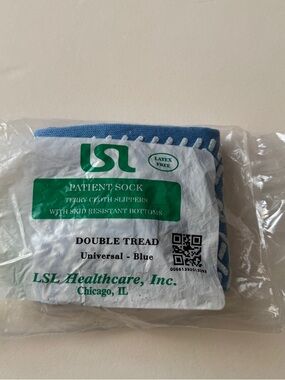 LSL
LATEX
FREE
PATIENT SOCK
TERRY CLOTH SLIPPERS
WITH SKID RESISTANT BOTTOMS
DOUBLE TREAD
Universal - Blue
LSL Healthcare, Inc.
Chicago, IL